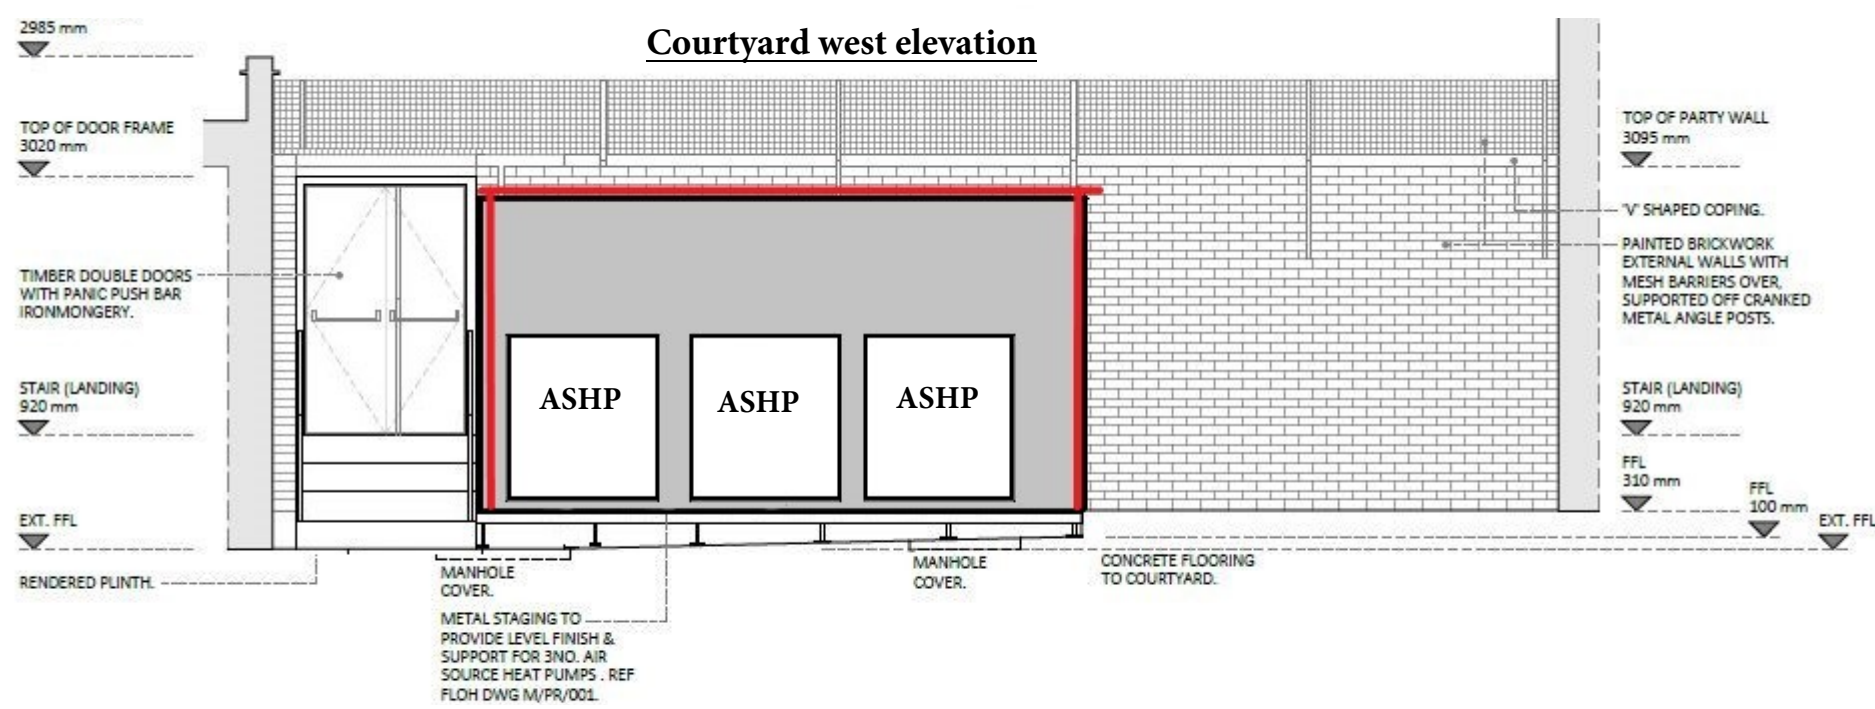 Courtyard west elevation
2985 mm
TOP OF DOOR FRAME
3020 mm
TIMBER DOUBLE DOORS
WITH PANIC PUSH BAR
IRONMONGERY.
STAIR (LANDING)
920 mm
EXT. FFL
RENDERED PLINTH.
ASHP
ASHP
ASHP
MANHOLE
COVER.
METAL STAGING TO
PROVIDE LEVEL FINISH &
SUPPORT FOR 3NO. AIR
SOURCE HEAT PUMPS . REF
FLOH DWG M/PR/001.
MANHOLE
COVER.
CONCRETE FLOORING
TO COURTYARD.
TOP OF PARTY WALL
3095 mm
'V' SHAPED COPING.
PAINTED BRICKWORK
EXTERNAL WALLS WITH
MESH BARRIERS OVER,
SUPPORTED OFF CRANKED
METAL ANGLE POSTS.
STAIR (LANDING)
920 mm
FFL
310 mm
FFL
100 mm
EXT. FFL